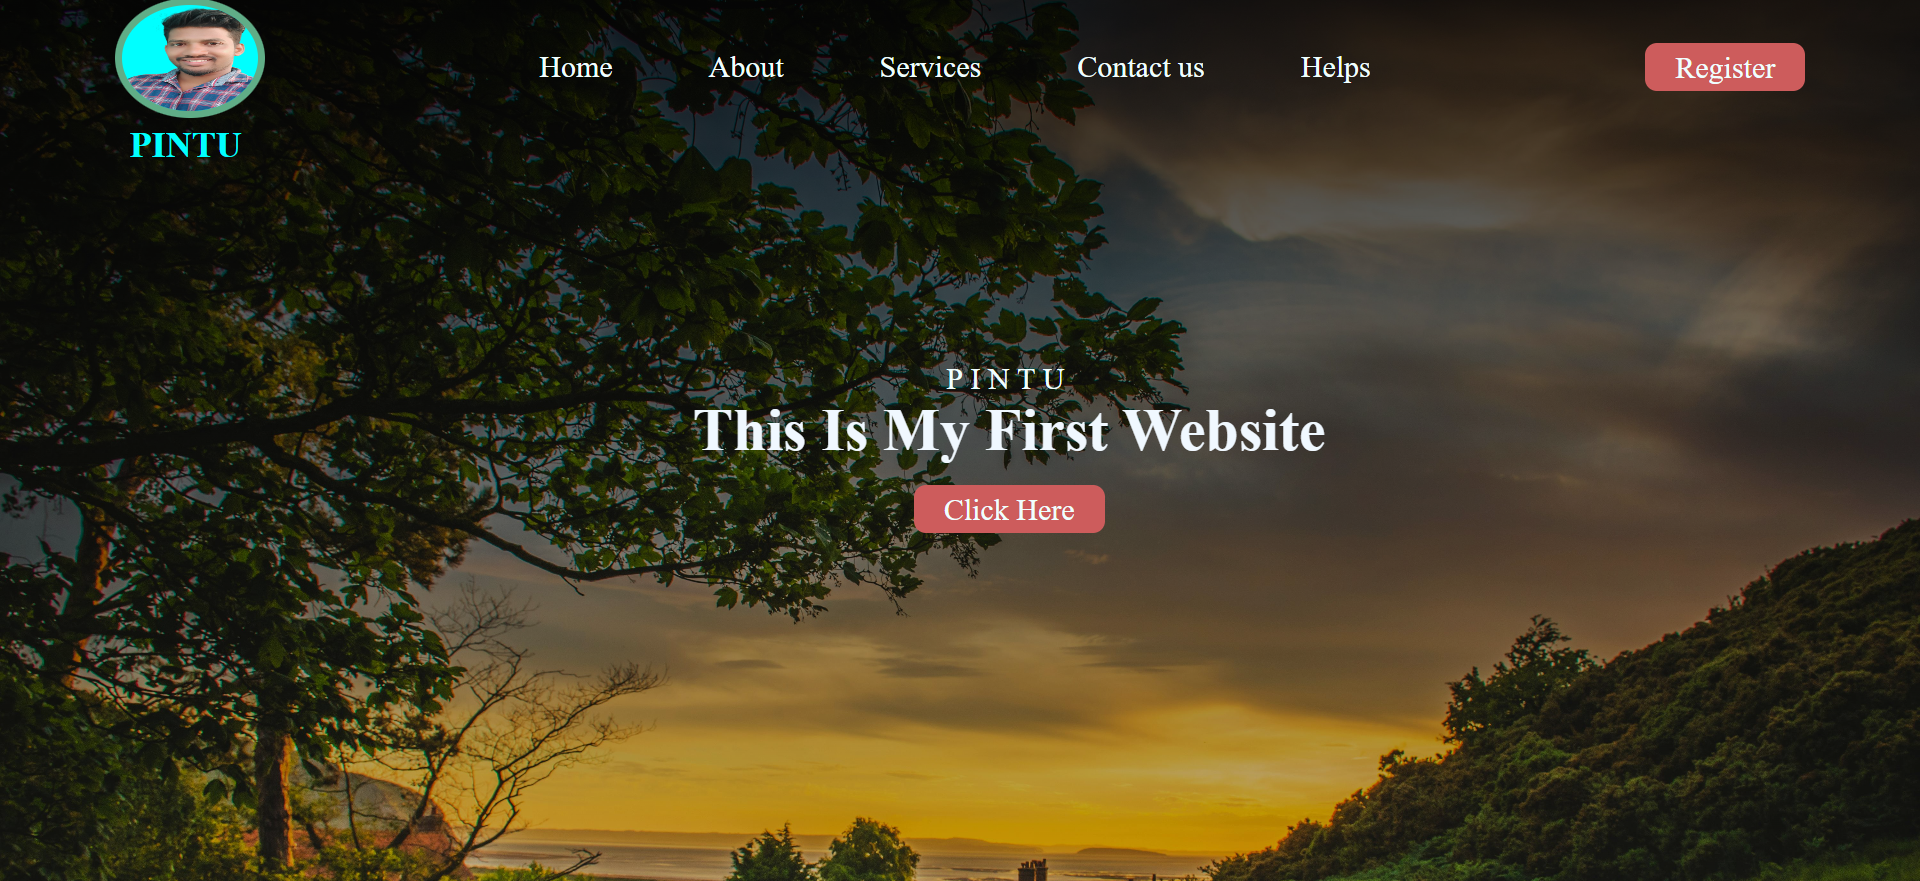 Home About Services Contact us Helps Register
PINTU
PINTU
This Is My First Website
Click Here